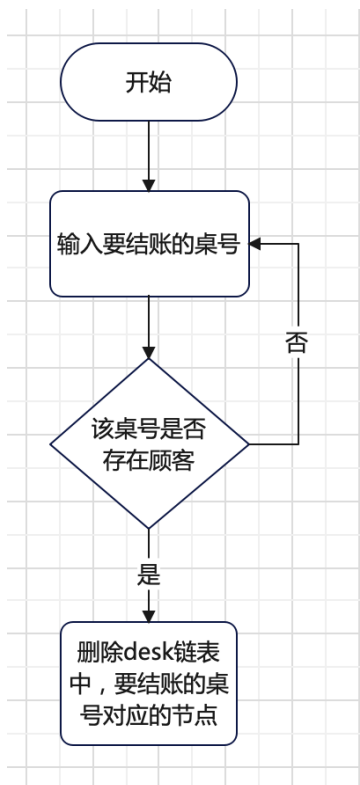 开始
输入要结账的桌号
否
该桌号是否
存在顾客
是
删除desk链表
中，要结账的桌
号对应的节点